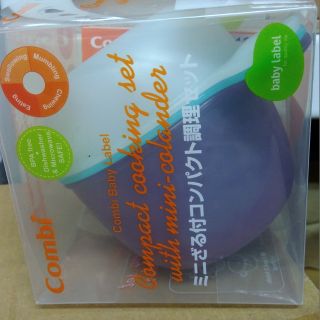 Swallowing
Mumbling
Chewing
Eating
BPA free
Dishwasher
& Microwave
SAFE!
baby label
Combi
Combi Baby Label
Compact cooking set
with mini-colander
ミニざる付コンパクト調理セット